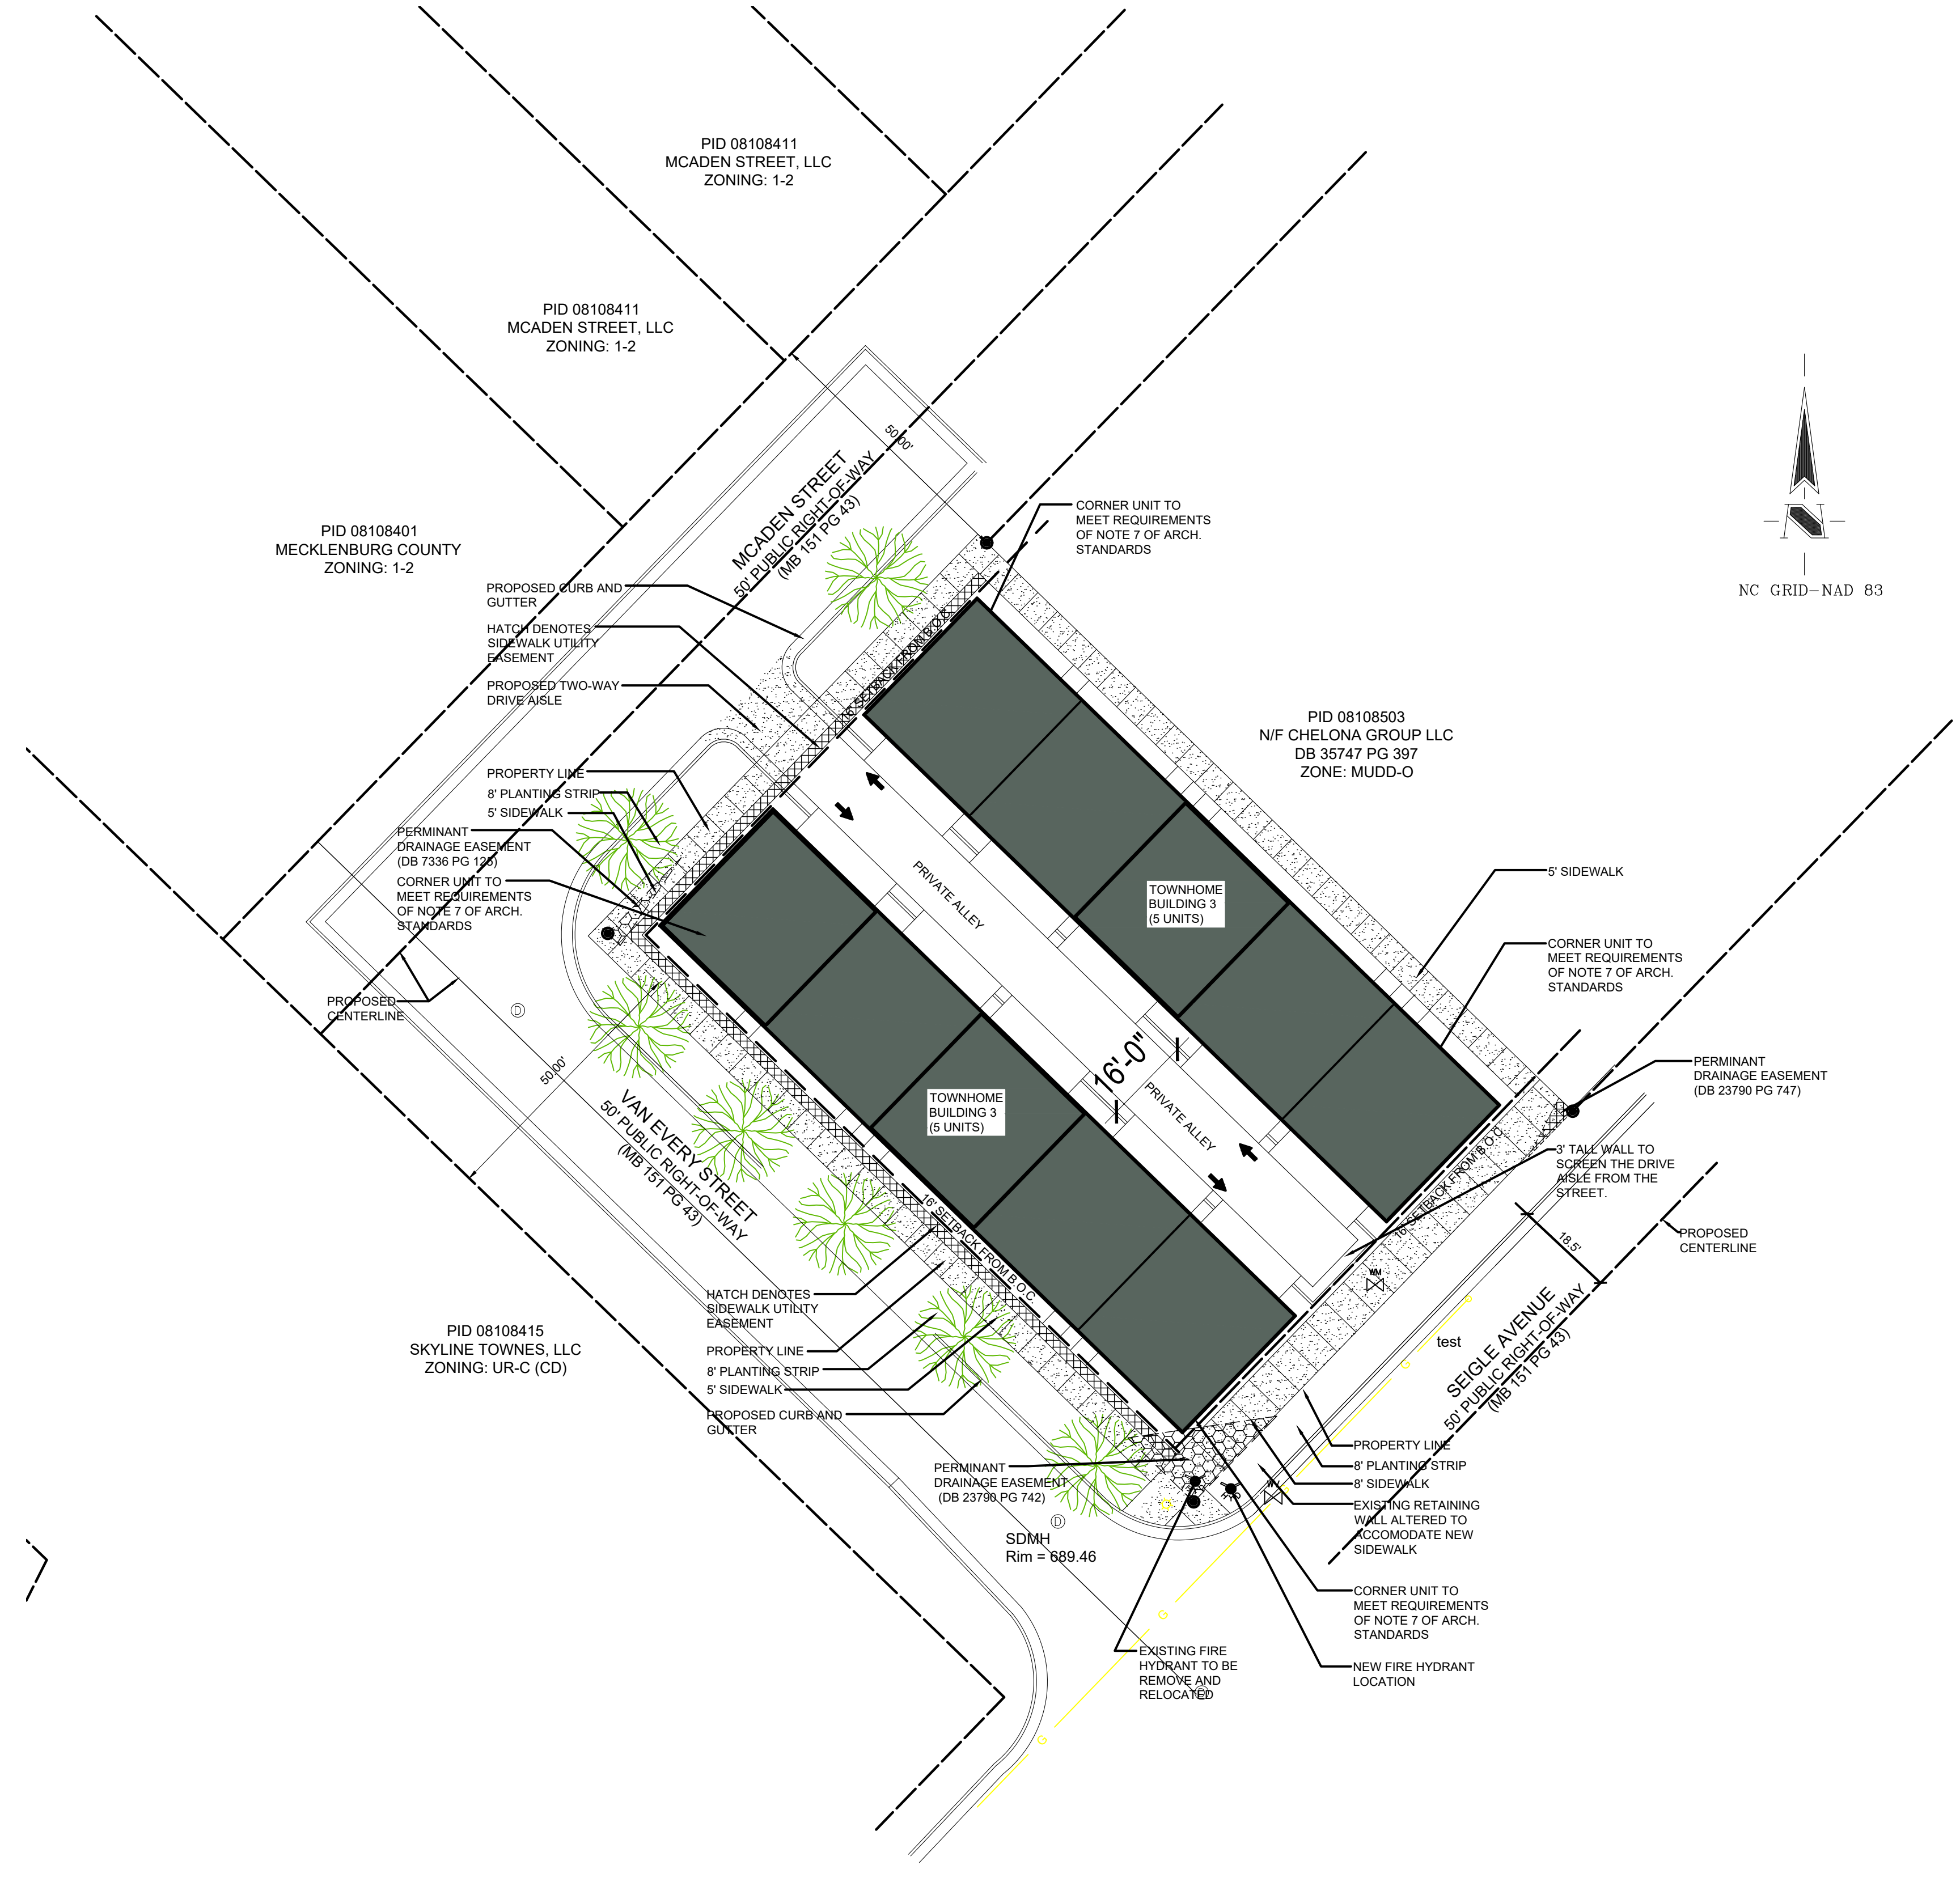 PID 08108411
MCADEN STREET, LLC
ZONING: 1-2
PID 08108411
MCADEN STREET, LLC
ZONING: 1-2
PID 08108401
MECKLENBURG COUNTY
ZONING: 1-2
50.00'
MCADEN STREET
50' PUBLIC RIGHT-OF-WAY
(MB 151 PG 43)
CORNER UNIT TO
MEET REQUIREMENTS
OF NOTE 7 OF ARCH.
STANDARDS
N
NC GRID-NAD 83
PROPOSED CURB AND
GUTTER
HATCH DENOTES
SIDEWALK UTILITY
EASEMENT
PROPOSED TWO-WAY
DRIVE AISLE
16' SETBACK FROM B.O.C.
PID 08108503
N/F CHELONA GROUP LLC
DB 35747 PG 397
ZONE: MUDD-O
PROPERTY LINE
8' PLANTING STRIP
5' SIDEWALK
PERMINANT
DRAINAGE EASEMENT
(DB 7336 PG 125)
CORNER UNIT TO
MEET REQUIREMENTS
OF NOTE 7 OF ARCH.
STANDARDS
PRIVATE ALLEY
TOWNHOME
BUILDING 3
(5 UNITS)
5' SIDEWALK
CORNER UNIT TO
MEET REQUIREMENTS
OF NOTE 7 OF ARCH.
STANDARDS
PROPOSED
CENTERLINE
D
50.00'
VAN EVERY STREET
50' PUBLIC RIGHT-OF-WAY
(MB 151 PG 43)
TOWNHOME
BUILDING 3
(5 UNITS)
16'-0"
PRIVATE ALLEY
PERMINANT
DRAINAGE EASEMENT
(DB 23790 PG 747)
3' TALL WALL TO
SCREEN THE DRIVE
AISLE FROM THE
STREET.
16' SETBACK FROM B.O.C.
PROPOSED
CENTERLINE
18.5'
WM
16' SETBACK FROM B.O.C.
HATCH DENOTES
SIDEWALK UTILITY
EASEMENT
PROPERTY LINE
8' PLANTING STRIP
5' SIDEWALK
PROPOSED CURB AND
GUTTER
PID 08108415
SKYLINE TOWNES, LLC
ZONING: UR-C (CD)
test
G
SEIGLE AVENUE
50' PUBLIC RIGHT-OF-WAY
(MB 151 PG 43)
PROPERTY LINE
8' PLANTING STRIP
8' SIDEWALK
EXISTING RETAINING
WALL ALTERED TO
ACCOMODATE NEW
SIDEWALK
PERMINANT
DRAINAGE EASEMENT
(DB 23790 PG 742)
HYD
D
SDMH
Rim = 689.46
CORNER UNIT TO
MEET REQUIREMENTS
OF NOTE 7 OF ARCH.
STANDARDS
EXISTING FIRE
HYDRANT TO BE
REMOVE AND
RELOCATED
NEW FIRE HYDRANT
LOCATION
G
G